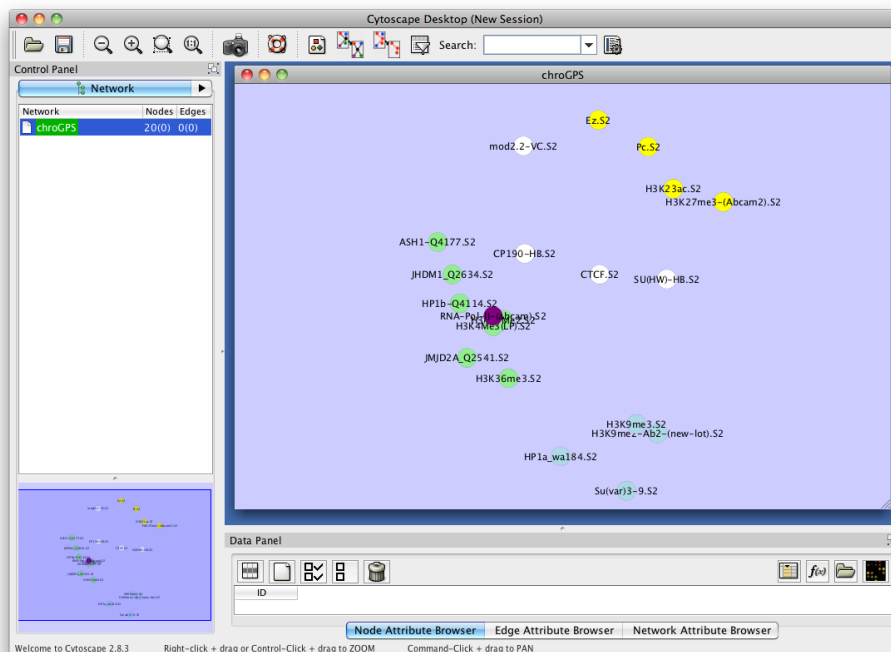 Cytoscape Desktop (New Session)
Search:
Control Panel
Network
Network Nodes Edges
chroGPS 20(0) 0(0)
chroGPS
Ez.S2
mod2.2-VC.S2
Pc.S2
H3K23ac.S2
H3K27me3-(Abcam2).S2
ASH1-Q4177.S2
CP190-HB.S2
JHDM1_Q2634.S2
CTCF.S2
SU(HW)-HB.S2
HP1b-Q4114.S2
RNA-Pol-II-(Abcam).S2
H3K4Me3(LP).S2
JMJD2A_Q2541.S2
H3K36me3.S2
H3K9me3.S2
H3K9me2-Ab2-(new-lot).S2
HP1a_wa184.S2
Su(var)3-9.S2
Data Panel
f(x)
ID
Node Attribute Browser Edge Attribute Browser Network Attribute Browser
Welcome to Cytoscape 2.8.3 Right-click + drag or Control-Click + drag to ZOOM Command-Click + drag to PAN